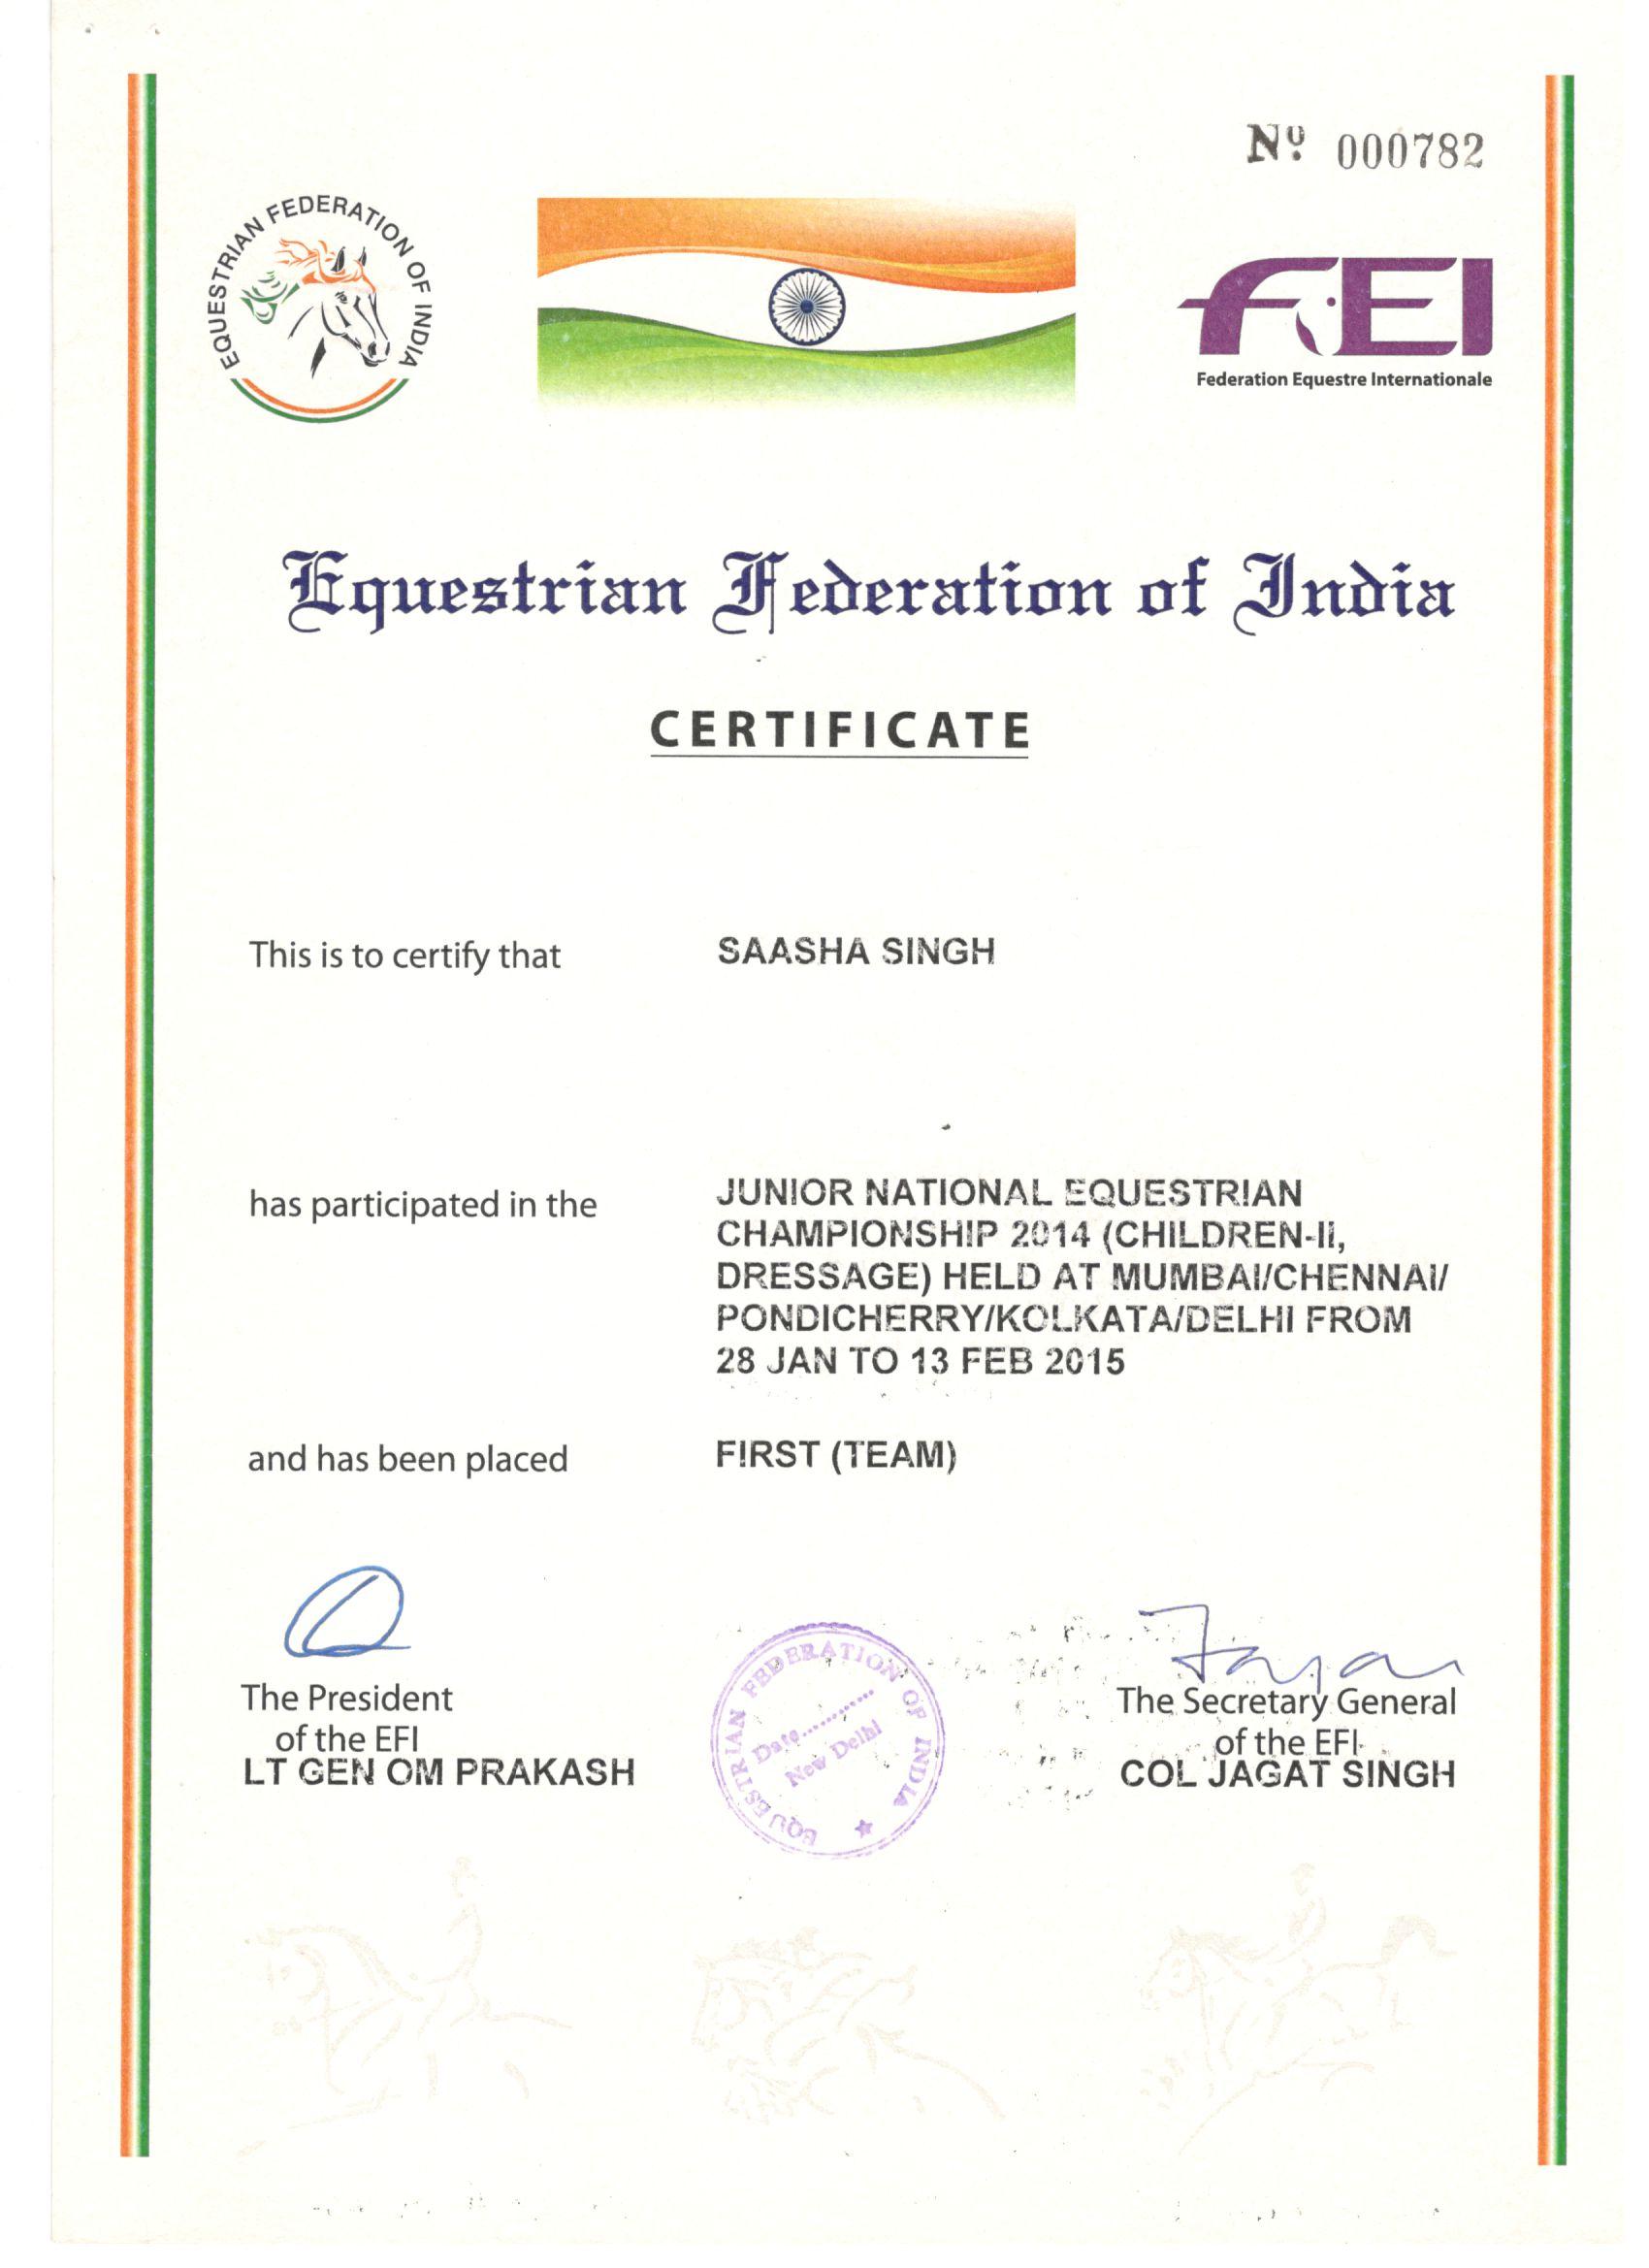 Nº 000782
EQUESTRIAN FEDERATION OF INDIA
FEI
Federation Equestre Internationale
Equestrian Federation of India
CERTIFICATE
This is to certify that SAASHA SINGH
has participated in the JUNIOR NATIONAL EQUESTRIAN
CHAMPIONSHIP 2014 (CHILDREN-II,
DRESSAGE) HELD AT MUMBAI/CHENNAI/
PONDICHERRY/KOLKATA/DELHI FROM
28 JAN TO 13 FEB 2015
and has been placed FIRST (TEAM)
The President
of the EFI
LT GEN OM PRAKASH
EQUESTRIAN FEDERATION OF INDIA
Date............
New Delhi
The Secretary General
of the EFI
COL JAGAT SINGH